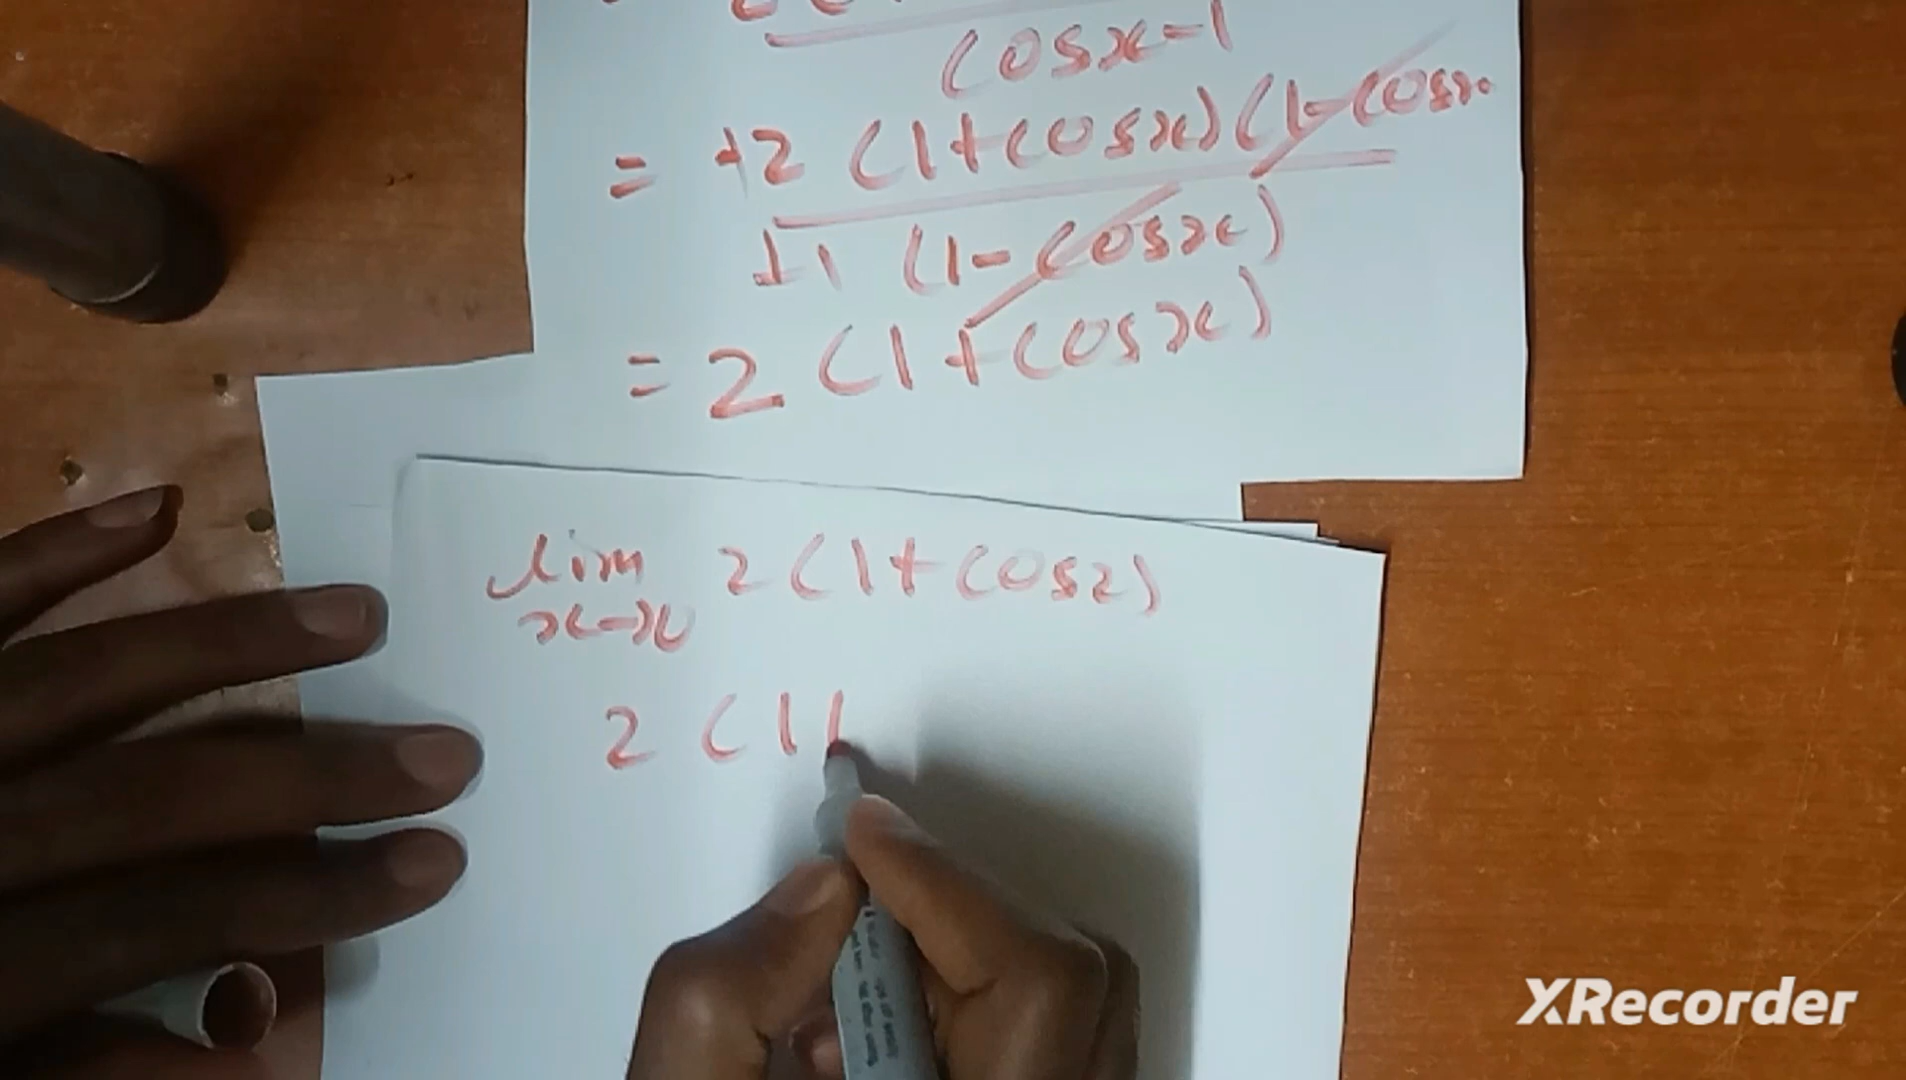 cosx-1
= +2 (1+cosx)(1-cosx
+1 (1-cosx)
= 2 (1+cosx)
lim 2(1+cosx)
x→0
2 (1
XRecorder